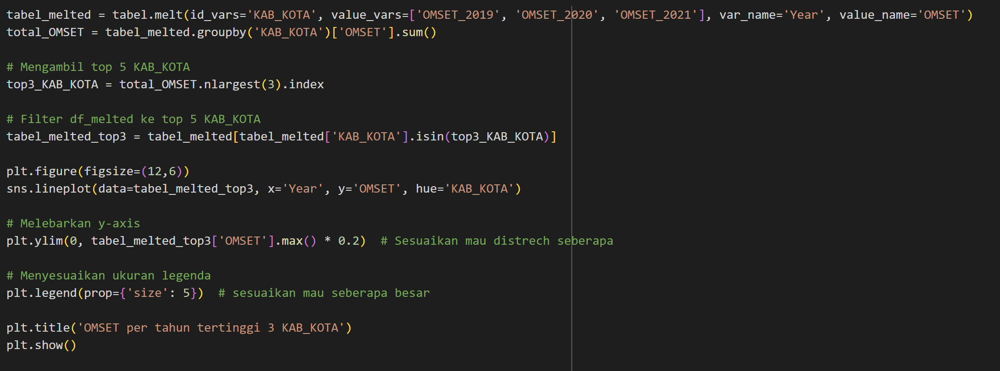 tabel_melted = tabel.melt(id_vars='KAB_KOTA', value_vars=['OMSET_2019', 'OMSET_2020', 'OMSET_2021'], var_name='Year', value_name='OMSET')
total_OMSET = tabel_melted.groupby('KAB_KOTA')['OMSET'].sum()
# Mengambil top 5 KAB_KOTA
top3_KAB_KOTA = total_OMSET.nlargest(3).index
# Filter df_melted ke top 5 KAB_KOTA
tabel_melted_top3 = tabel_melted[tabel_melted['KAB_KOTA'].isin(top3_KAB_KOTA)]
plt.figure(figsize=(12,6))
sns.lineplot(data=tabel_melted_top3, x='Year', y='OMSET', hue='KAB_KOTA')
# Melebarkan y-axis
plt.ylim(0, tabel_melted_top3['OMSET'].max() * 0.2)  # Sesuaikan mau distrech seberapa
# Menyesuaikan ukuran legenda
plt.legend(prop={'size': 5})  # sesuaikan mau seberapa besar
plt.title('OMSET per tahun tertinggi 3 KAB_KOTA')
plt.show()